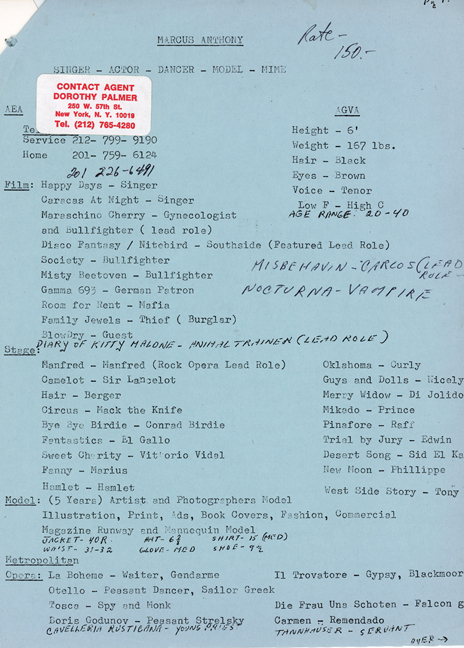 Rate -
150.-
MARCUS ANTHONY
SINGER - ACTOR - DANCER - MODEL - MIME
CONTACT AGENT
DOROTHY PALMER
250 W. 57th St.
New York, N. Y. 10019
Tel. (212) 765-4280
AEA
AGVA
Service 212- 799- 9190
Home 201- 759- 6124
201 226-6491
Height - 6'
Weight - 167 lbs.
Hair - Black
Eyes - Brown
Voice - Tenor
Low F - High C
AGE RANGE - 20-40
Film: Happy Days - Singer
Caracas At Night - Singer
Maraschino Cherry - Gynecologist
and Bullfighter ( lead role)
Disco Fantasy / Nitebird - Southside (Featured Lead Role)
Society - Bullfighter
Misty Beetoven - Bullfighter
Gamma 693 - German Patron
Room for Rent - Mafia
Family Jewels - Thief ( Burglar)
BlowDry - Guest
MISBEHAVIN - CARLOS (LEAD
ROLE -
NOCTURNA - VAMPIRE
DIARY OF KITTY MALONE - ANIMAL TRAINER (LEAD ROLE)
Stage:
Manfred - Manfred (Rock Opera Lead Role)
Camelot - Sir Lancelot
Hair - Berger
Circus - Mack the Knife
Bye Bye Birdie - Conrad Birdie
Fantastics - El Gallo
Sweet Charity - Vittorio Vidal
Fanny - Marius
Hamlet - Hamlet
Oklahoma - Curly
Guys and Dolls - Nicely
Merry Widow - Di Jolido
Mikado - Prince
Pinafore - Raff
Trial by Jury - Edwin
Desert Song - Sid El Ka
New Moon - Phillippe
West Side Story - Tony
Model: (5 Years) Artist and Photographers Model
Illustration, Print, Ads, Book Covers, Fashion, Commercial
Magazine Runway and Mannequin Model
JACKET - 40R HAT - 6 7/8 SHIRT - 15 (MED)
WAIST - 31-32 GLOVE - MED SHOE - 9½
Metropolitan
Opera: La Boheme - Waiter, Gendarme
Otello - Peasant Dancer, Sailor Greek
Tosca - Spy and Monk
Boris Godunov - Peasant Strelsky
CAVELLERIA RUSTICANA - YOUNG PRIEST
Il Trovatore - Gypsy, Blackmoor
Die Frau Una Schoten - Falcon g
Carmen - Remendado
TANNHAUSER - SERVANT
OVER →